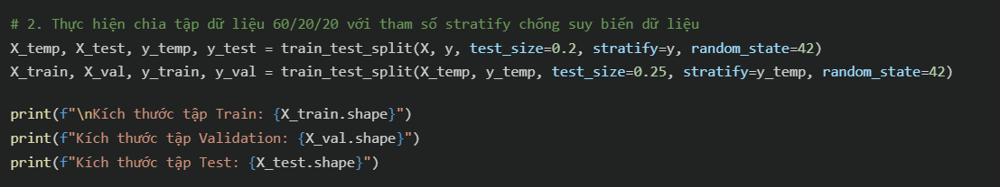 # 2. Thực hiện chia tập dữ liệu 60/20/20 với tham số stratify chống suy biến dữ liệu
X_temp, X_test, y_temp, y_test = train_test_split(X, y, test_size=0.2, stratify=y, random_state=42)
X_train, X_val, y_train, y_val = train_test_split(X_temp, y_temp, test_size=0.25, stratify=y_temp, random_state=42)
print(f"\nKích thước tập Train: {X_train.shape}")
print(f"Kích thước tập Validation: {X_val.shape}")
print(f"Kích thước tập Test: {X_test.shape}")